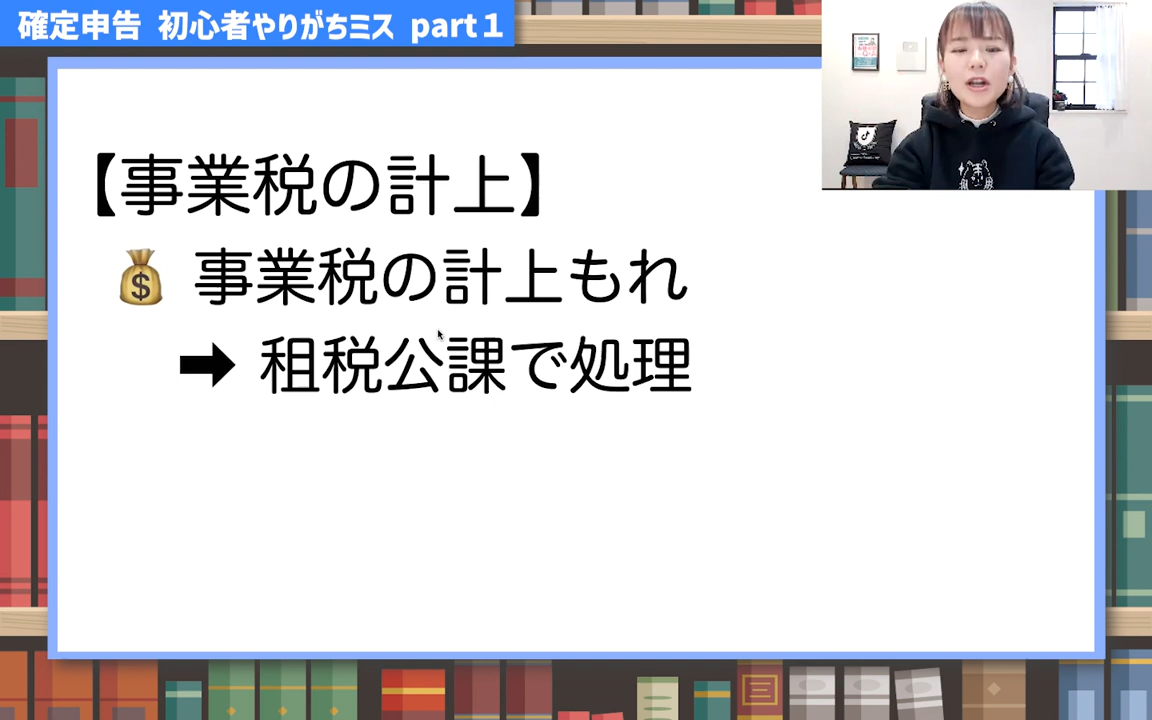 確定申告 初心者やりがちミス part１
【事業税の計上】
💰 事業税の計上もれ
➡ 租税公課で処理